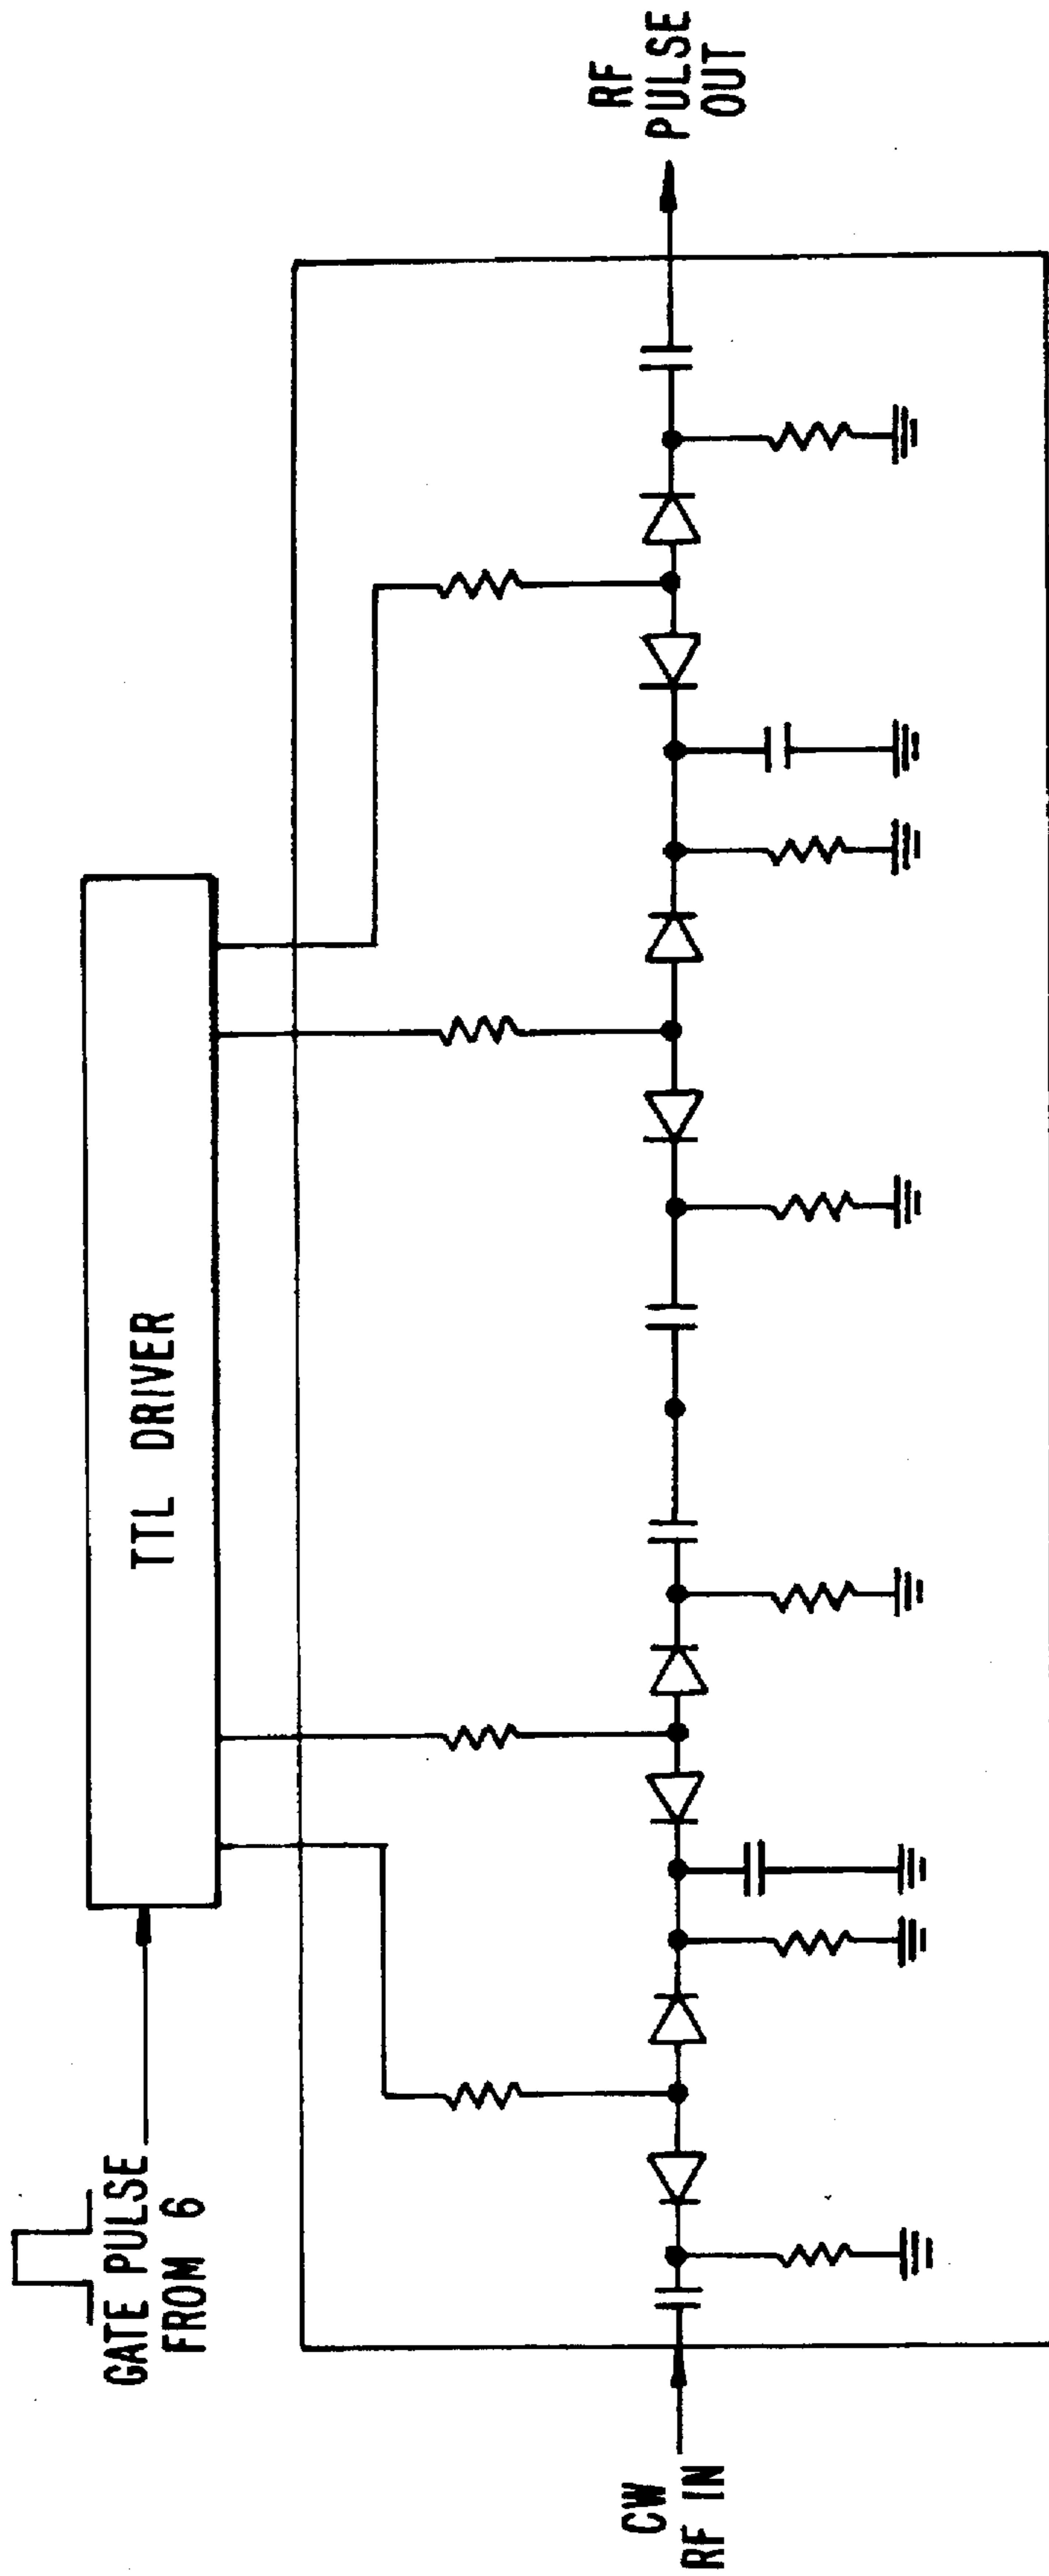 GATE PULSE
FROM 6
TTL DRIVER
CW
RF IN
RF
PULSE
OUT